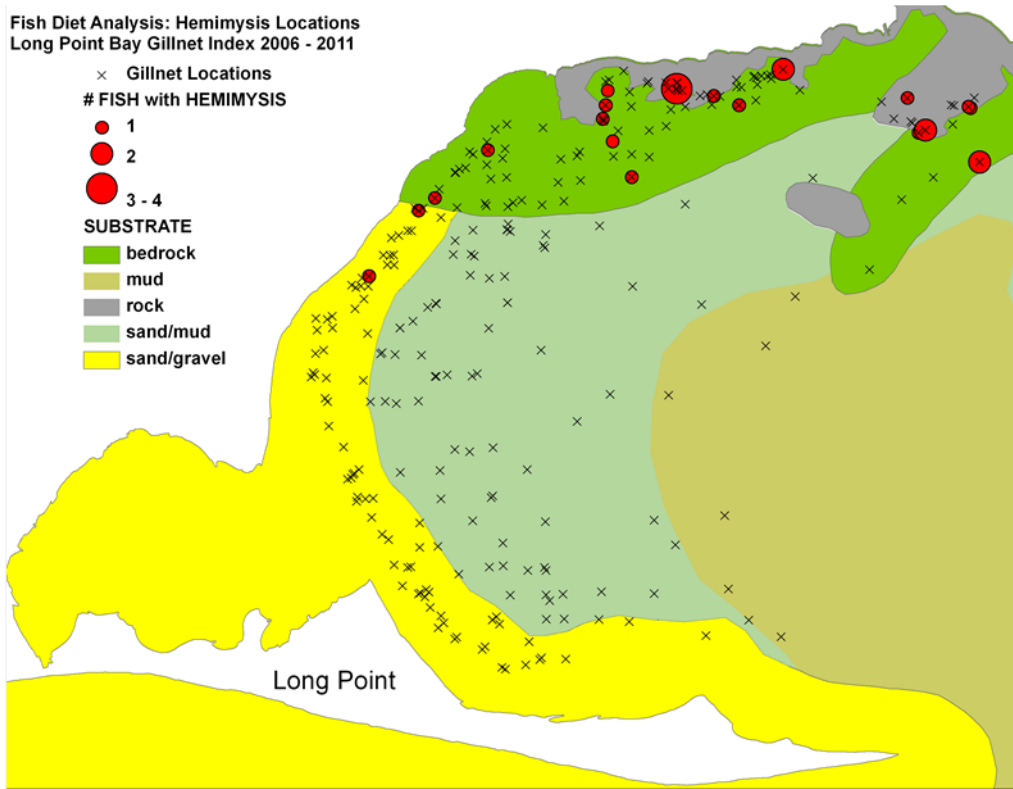 Fish Diet Analysis: Hemimysis Locations
Long Point Bay Gillnet Index 2006 - 2011
Gillnet Locations
# FISH with HEMIMYSIS
1
2
3 - 4
SUBSTRATE
bedrock
mud
rock
sand/mud
sand/gravel
Long Point